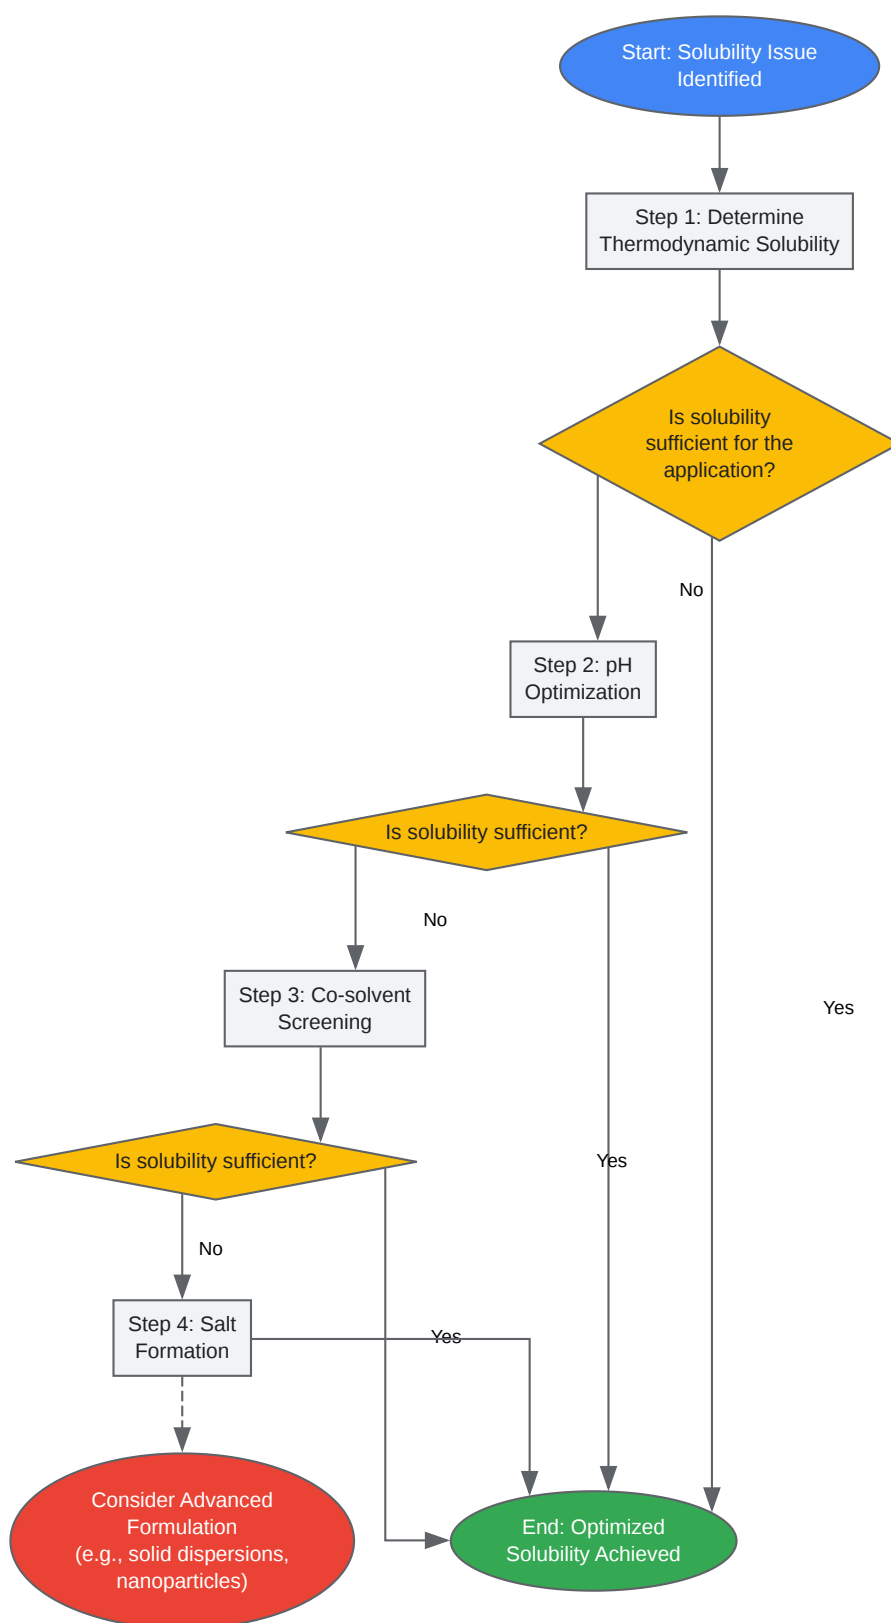 Start: Solubility Issue
Identified
Step 1: Determine
Thermodynamic Solubility
Is solubility
sufficient for the
application?
No
Step 2: pH
Optimization
Is solubility sufficient?
No
Step 3: Co-solvent
Screening
Yes
Is solubility sufficient?
Yes
No
Step 4: Salt
Formation
Yes
Consider Advanced
Formulation
(e.g., solid dispersions,
nanoparticles)
End: Optimized
Solubility Achieved